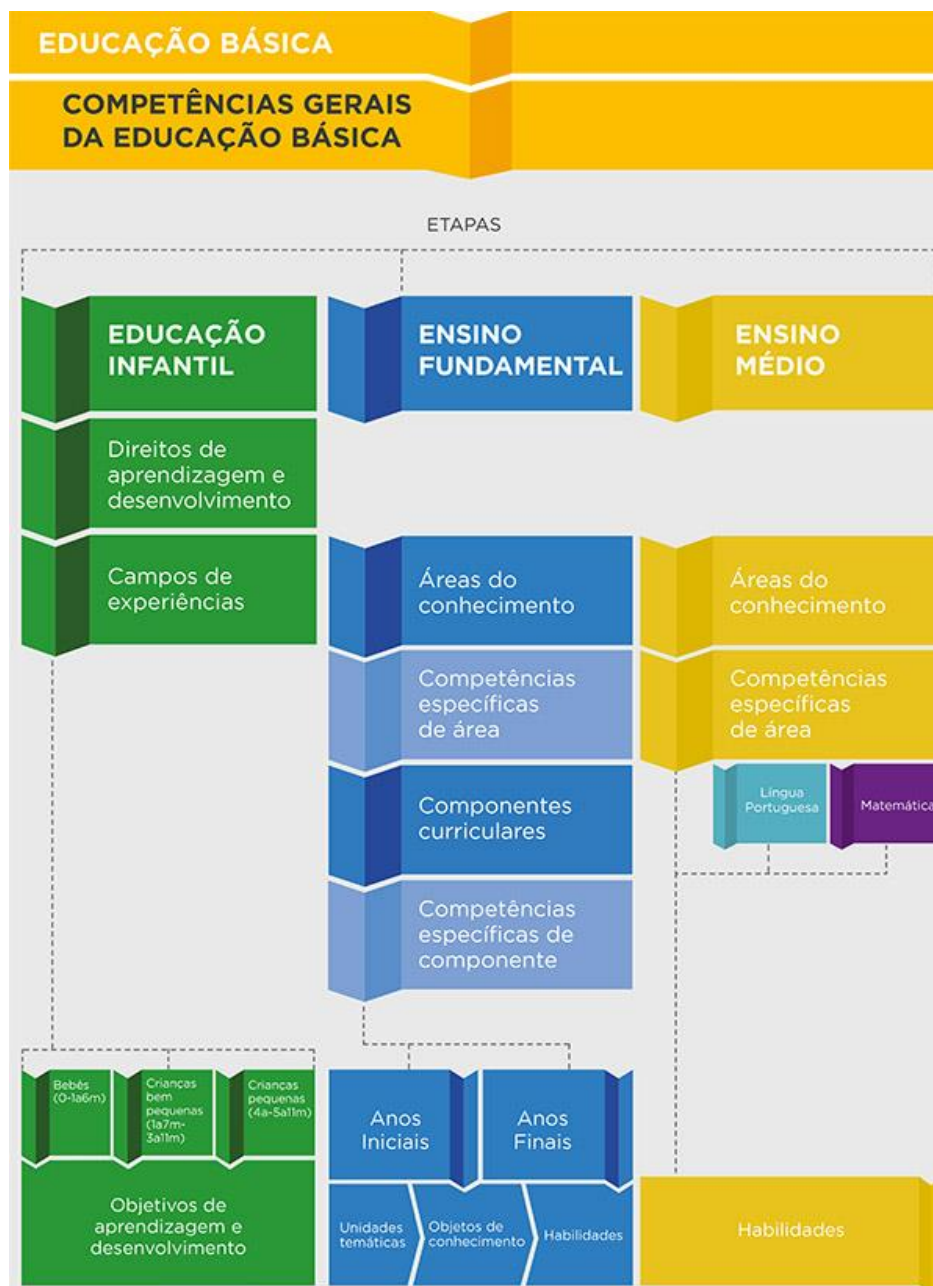 EDUCAÇÃO BÁSICA
COMPETÊNCIAS GERAIS
DA EDUCAÇÃO BÁSICA
ETAPAS
EDUCAÇÃO
INFANTIL
Direitos de
aprendizagem e
desenvolvimento
Campos de
experiências
Bebês
(0-1a6m)
Crianças
bem
pequenas
(1a7m-
3a11m)
Crianças
pequenas
(4a-5a11m)
Objetivos de
aprendizagem e
desenvolvimento
ENSINO
FUNDAMENTAL
Áreas do
conhecimento
Competências
específicas
de área
Componentes
curriculares
Competências
específicas de
componente
Anos
Iniciais
Anos
Finais
Unidades
temáticas
Objetos de
conhecimento
Habilidades
ENSINO
MÉDIO
Áreas do
conhecimento
Competências
específicas
de área
Língua
Portuguesa
Matemática
Habilidades